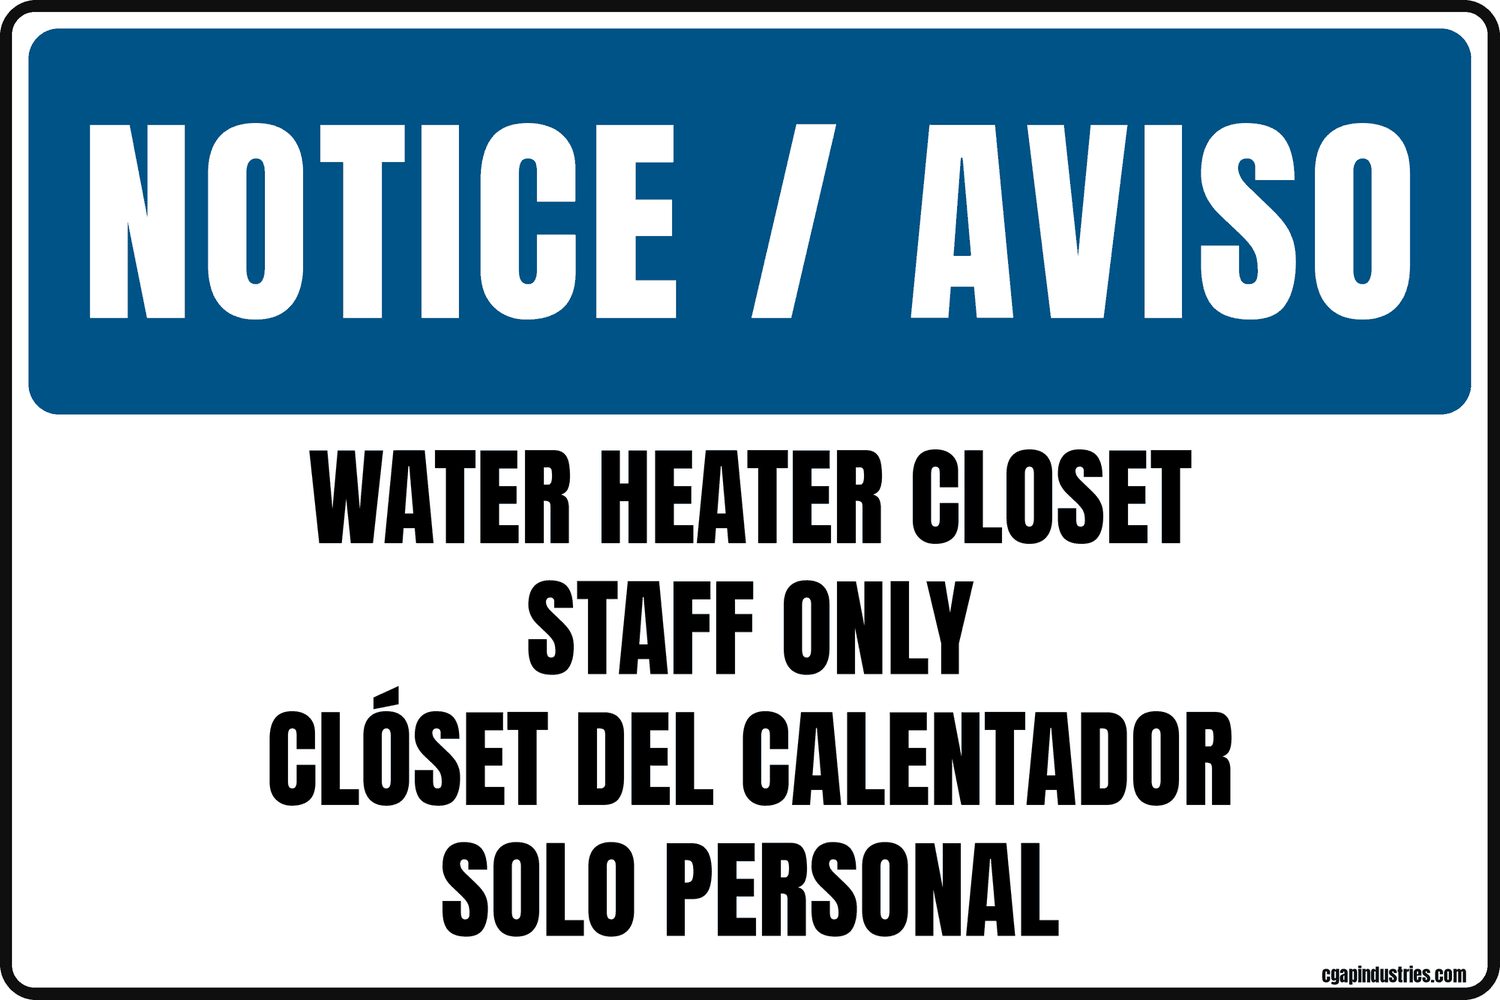 NOTICE / AVISO
WATER HEATER CLOSET
STAFF ONLY
CLÓSET DEL CALENTADOR
SOLO PERSONAL
cgapindustries.com